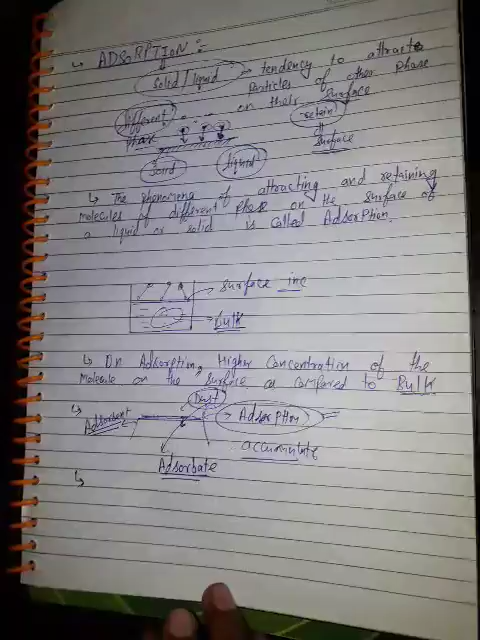 ↳ ADSORPTION :-
Solid/liquid → tendency to attracts
particles of other phase
on their surface
Different
phase
retain
surface
Solid
liquid
↳ The phenomena of attracting and retaining
molecules of different phase on the surface of
a liquid or solid is called Adsorption.
→ surface inc
→ Bulk
↳ On Adsorption, Higher Concentration of the
Molecule on the surface as compared to Bulk
Dust
↳ Adsorbent
→ Adsorption
accumulate
Adsorbate
↳